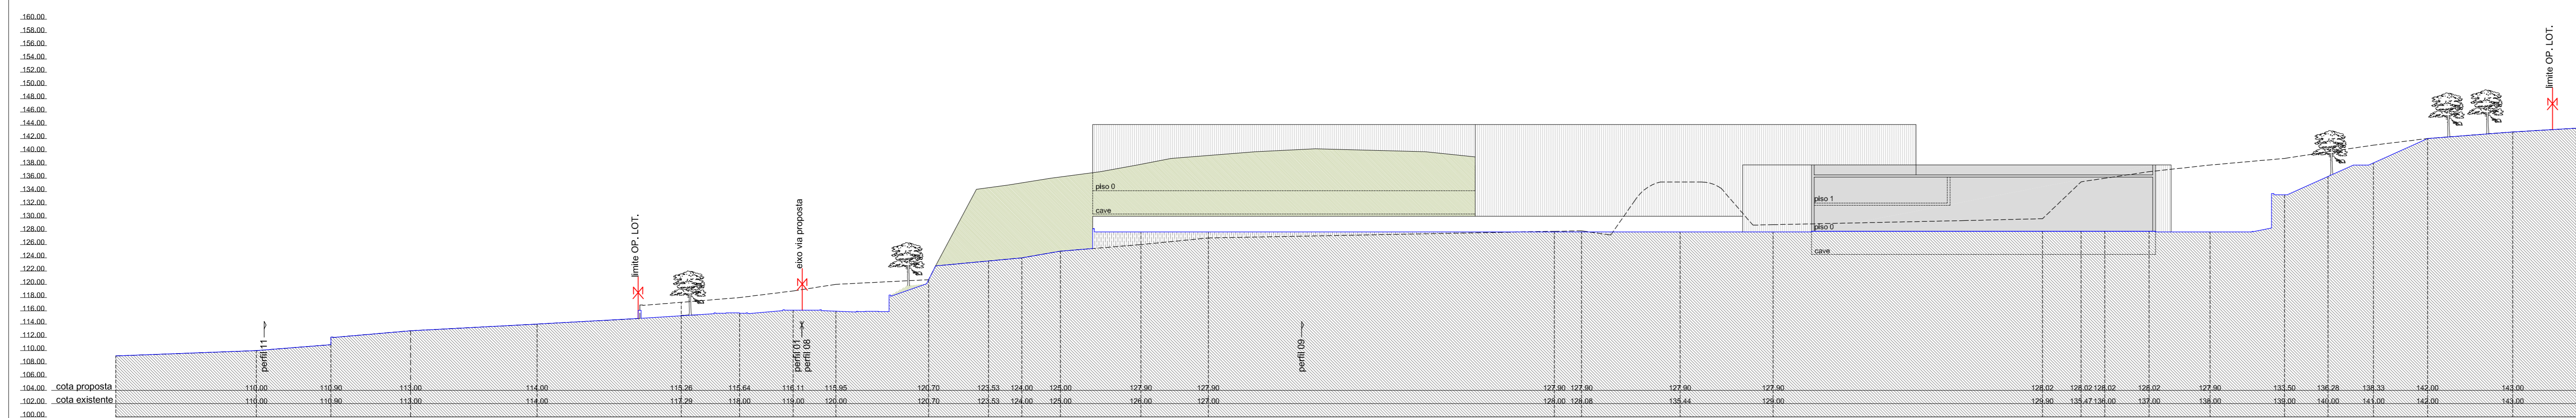 160.00
158.00
156.00
154.00
152.00
150.00
148.00
146.00
144.00
142.00
140.00
138.00
136.00
134.00
132.00
130.00
128.00
126.00
124.00
122.00
120.00
118.00
116.00
114.00
112.00
110.00
108.00
106.00
104.00
102.00
100.00
limite OP. LOT.
eixo via proposta
limite OP. LOT.
piso 0
cave
piso 1
piso 0
cave
perfil 11
perfil 01
perfil 08
perfil 09
cota proposta 110.00 110.90 113.00 114.00 115.26 115.64 116.11 115.95 120.70 123.53 124.00 125.00 127.90 127.90 127.90 127.90 127.90 127.90 128.02 128.02 128.02 128.02 127.90 133.50 136.28 138.33 142.00 143.00
cota existente 110.00 110.90 113.00 114.00 117.29 118.00 119.00 120.00 120.70 123.53 124.00 125.00 126.00 127.00 128.00 128.08 135.44 129.00 129.90 135.47 136.00 137.00 138.00 139.00 140.00 141.00 142.00 143.00